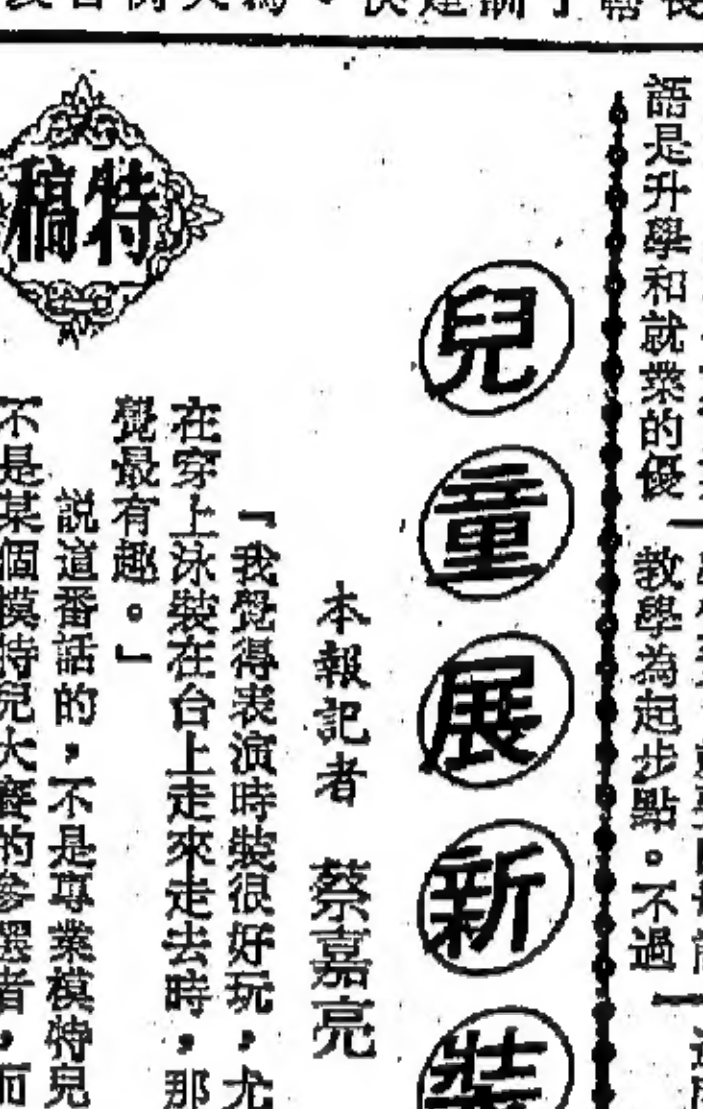 語是升學和就業的優
教學為起步點。不過
兒童展新裝
本報記者 蔡嘉亮
特稿
「我覺得表演時裝很好玩,尤
在穿上泳裝在台上走來走去時,那
覺最有趣。」
説這番話的,不是專業模特兒
不是某個模特兒大賽的參選者,而